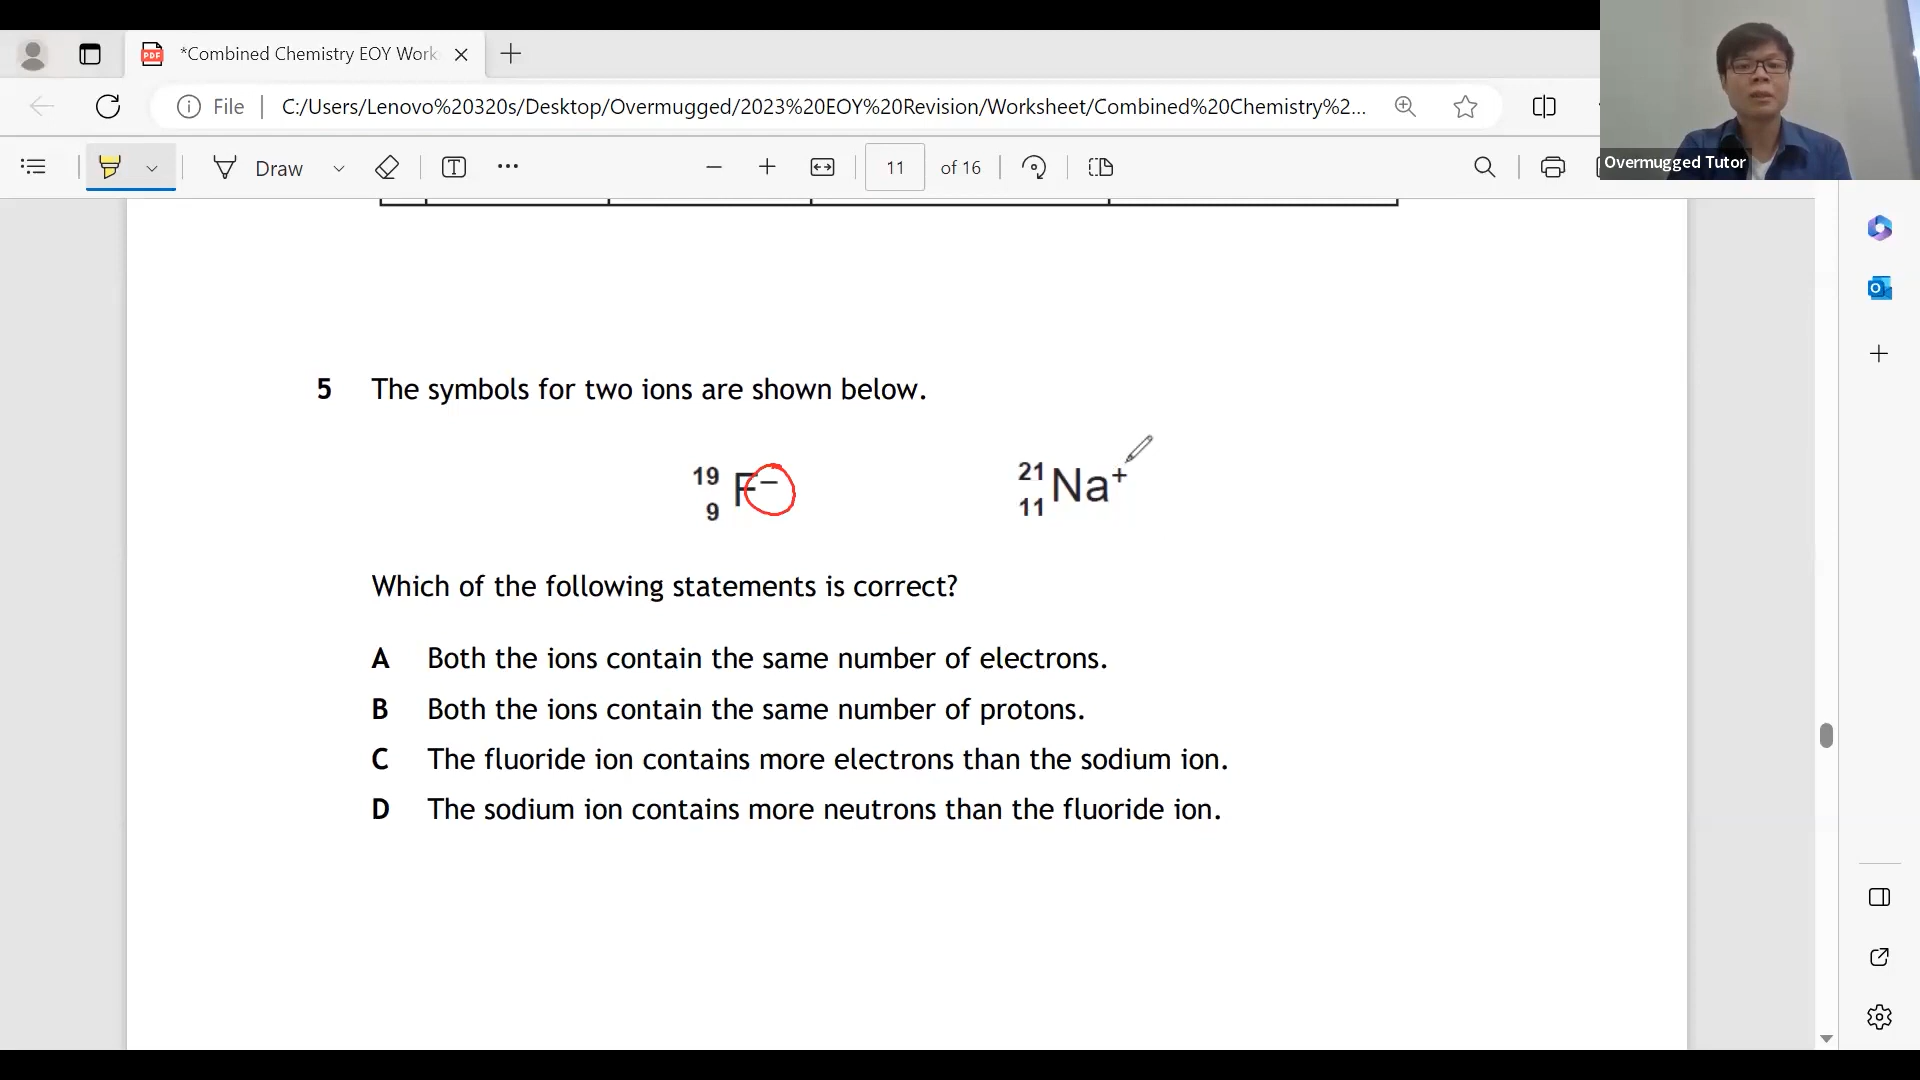 *Combined Chemistry EOY Work
File
C:/Users/Lenovo%20320s/Desktop/Overmugged/2023%20EOY%20Revision/Worksheet/Combined%20Chemistry%2...
Draw
11 of 16
Overmugged Tutor
5 The symbols for two ions are shown below.
19 9 F− 21 11 Na+
Which of the following statements is correct?
A Both the ions contain the same number of electrons.
B Both the ions contain the same number of protons.
C The fluoride ion contains more electrons than the sodium ion.
D The sodium ion contains more neutrons than the fluoride ion.